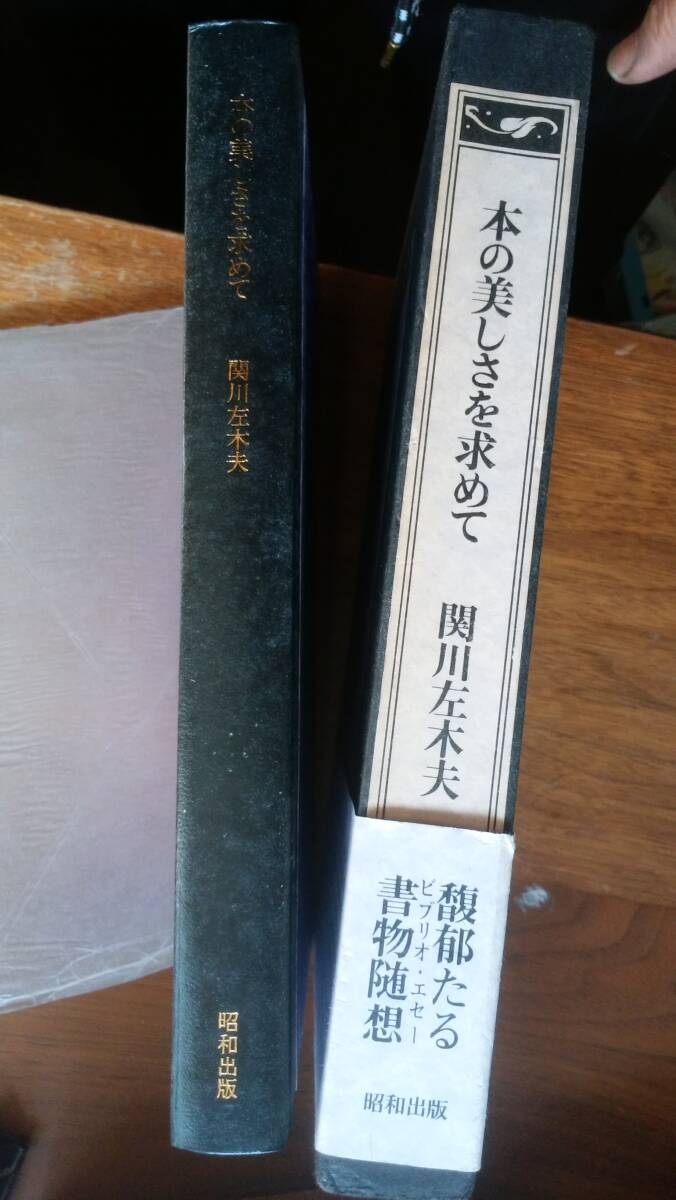 本の美しさを求めて
関川左木夫
昭和出版
本の美しさを求めて
関川左木夫
馥郁たる
ビブリオ・エセー
書物随想
昭和出版